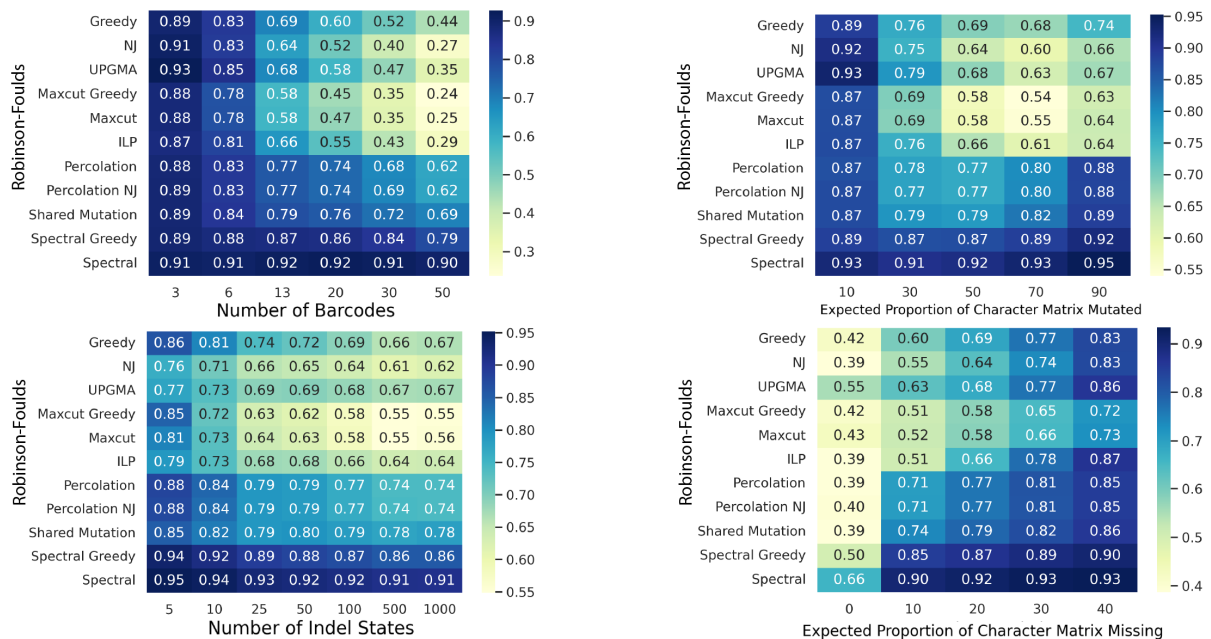 Robinson-Foulds
Greedy 0.89 0.83 0.69 0.60 0.52 0.44
NJ 0.91 0.83 0.64 0.52 0.40 0.27
UPGMA 0.93 0.85 0.68 0.58 0.47 0.35
Maxcut Greedy 0.88 0.78 0.58 0.45 0.35 0.24
Maxcut 0.88 0.78 0.58 0.47 0.35 0.25
ILP 0.87 0.81 0.66 0.55 0.43 0.29
Percolation 0.88 0.83 0.77 0.74 0.68 0.62
Percolation NJ 0.89 0.83 0.77 0.74 0.69 0.62
Shared Mutation 0.89 0.84 0.79 0.76 0.72 0.69
Spectral Greedy 0.89 0.88 0.87 0.86 0.84 0.79
Spectral 0.91 0.91 0.92 0.92 0.91 0.90
3 6 13 20 30 50
Number of Barcodes
0.9
0.8
0.7
0.6
0.5
0.4
0.3
Robinson-Foulds
Greedy 0.89 0.76 0.69 0.68 0.74
NJ 0.92 0.75 0.64 0.60 0.66
UPGMA 0.93 0.79 0.68 0.63 0.67
Maxcut Greedy 0.87 0.69 0.58 0.54 0.63
Maxcut 0.87 0.69 0.58 0.55 0.64
ILP 0.87 0.76 0.66 0.61 0.64
Percolation 0.87 0.78 0.77 0.80 0.88
Percolation NJ 0.87 0.77 0.77 0.80 0.88
Shared Mutation 0.87 0.79 0.79 0.82 0.89
Spectral Greedy 0.89 0.87 0.87 0.89 0.92
Spectral 0.93 0.91 0.92 0.93 0.95
10 30 50 70 90
Expected Proportion of Character Matrix Mutated
0.95
0.90
0.85
0.80
0.75
0.70
0.65
0.60
0.55
Robinson-Foulds
Greedy 0.86 0.81 0.74 0.72 0.69 0.66 0.67
NJ 0.76 0.71 0.66 0.65 0.64 0.61 0.62
UPGMA 0.77 0.73 0.69 0.69 0.68 0.67 0.67
Maxcut Greedy 0.85 0.72 0.63 0.62 0.58 0.55 0.55
Maxcut 0.81 0.73 0.64 0.63 0.58 0.55 0.56
ILP 0.79 0.73 0.68 0.68 0.66 0.64 0.64
Percolation 0.88 0.84 0.79 0.79 0.77 0.74 0.74
Percolation NJ 0.88 0.84 0.79 0.79 0.77 0.74 0.74
Shared Mutation 0.85 0.82 0.79 0.80 0.79 0.78 0.78
Spectral Greedy 0.94 0.92 0.89 0.88 0.87 0.86 0.86
Spectral 0.95 0.94 0.93 0.92 0.92 0.91 0.91
5 10 25 50 100 500 1000
Number of Indel States
0.95
0.90
0.85
0.80
0.75
0.70
0.65
0.60
0.55
Robinson-Foulds
Greedy 0.42 0.60 0.69 0.77 0.83
NJ 0.39 0.55 0.64 0.74 0.83
UPGMA 0.55 0.63 0.68 0.77 0.86
Maxcut Greedy 0.42 0.51 0.58 0.65 0.72
Maxcut 0.43 0.52 0.58 0.66 0.73
ILP 0.39 0.51 0.66 0.78 0.87
Percolation 0.39 0.71 0.77 0.81 0.85
Percolation NJ 0.40 0.71 0.77 0.81 0.85
Shared Mutation 0.39 0.74 0.79 0.82 0.86
Spectral Greedy 0.50 0.85 0.87 0.89 0.90
Spectral 0.66 0.90 0.92 0.93 0.93
0 10 20 30 40
Expected Proportion of Character Matrix Missing
0.9
0.8
0.7
0.6
0.5
0.4